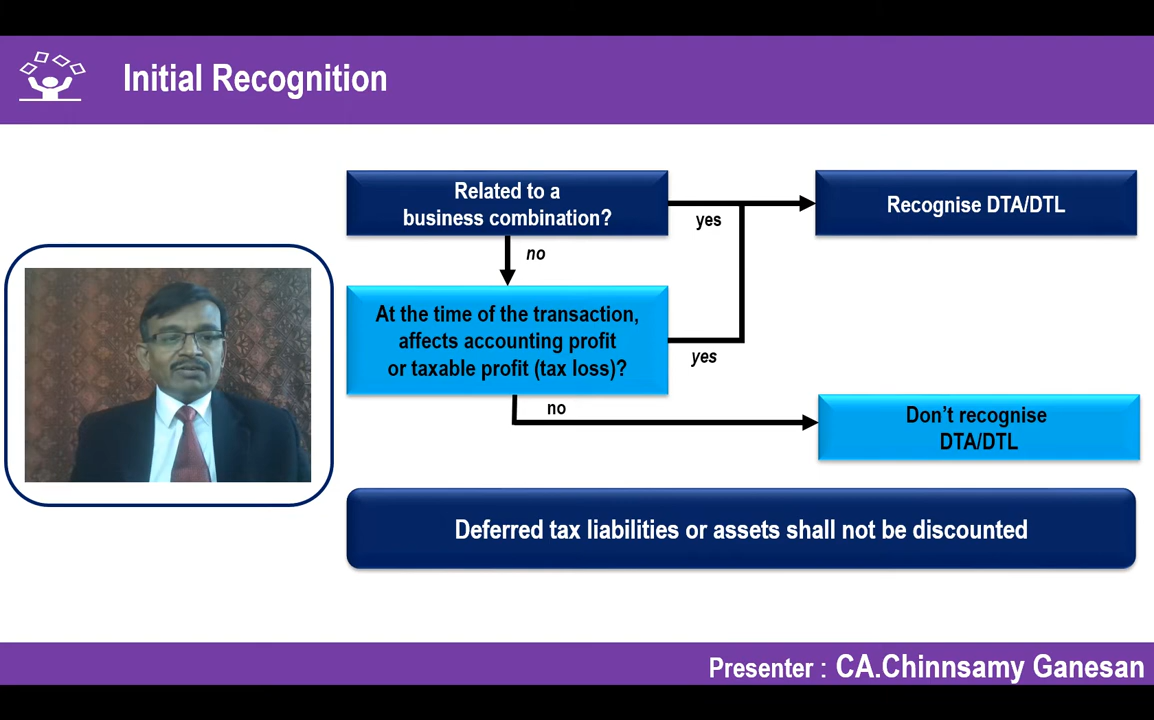 Initial Recognition
Related to a
business combination?
yes
Recognise DTA/DTL
no
At the time of the transaction,
affects accounting profit
or taxable profit (tax loss)?
yes
no
Don’t recognise
DTA/DTL
Deferred tax liabilities or assets shall not be discounted
Presenter : CA.Chinnsamy Ganesan